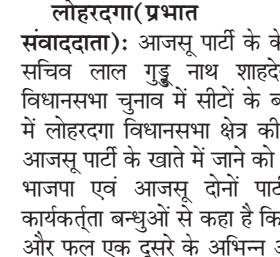 लोहरदगा(प्रभात
संवाददाता): आजसू पार्टी के के
सचिव लाल गुड्डू नाथ शाहदे
विधानसभा चुनाव में सीटों के ब
में लोहरदगा विधानसभा क्षेत्र की
आजसू पार्टी के खाते में जाने को
भाजपा एवं आजसू दोनों पार्ट
कार्यकर्त्ता बन्धुओं से कहा है कि
और फल एक दूसरे के अभिन्न अ